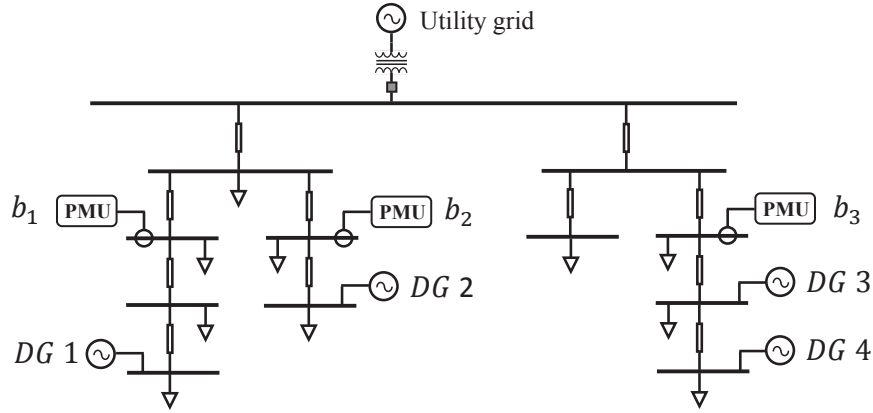 Utility grid
b₁ PMU
PMU b₂
PMU b₃
DG 2
DG 3
DG 1
DG 4